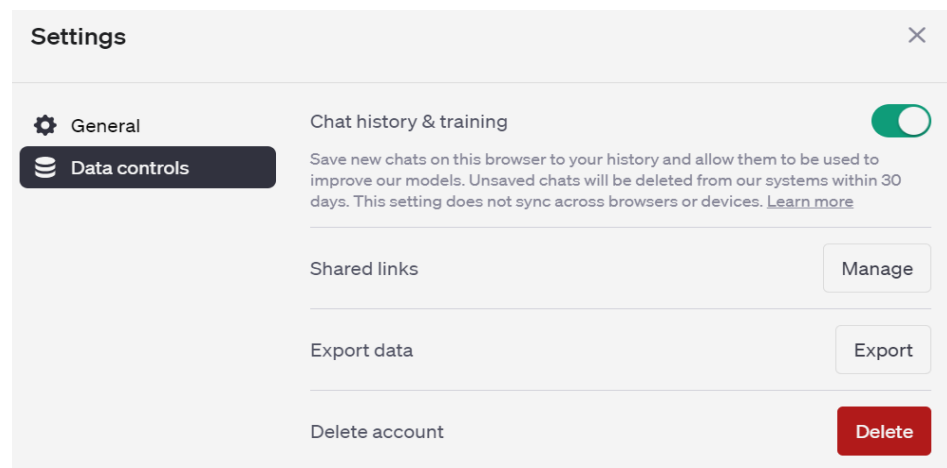 Settings
General
Data controls
Chat history & training
Save new chats on this browser to your history and allow them to be used to
improve our models. Unsaved chats will be deleted from our systems within 30
days. This setting does not sync across browsers or devices. Learn more
Shared links
Manage
Export data
Export
Delete account
Delete